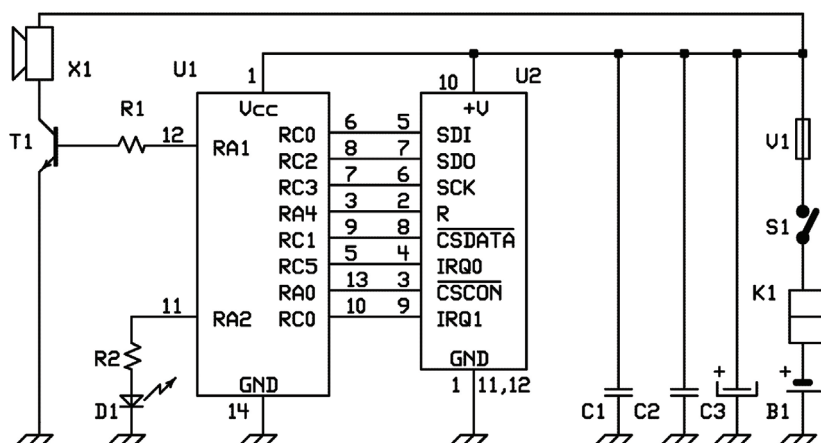 X1
U1
1
10
U2
R1
T1
12
Vcc
RA1
RC0 6 5 SDI
RC2 8 7 SDO
RC3 7 6 SCK
RA4 3 2 R
RC1 9 8 CSDATA
RC5 5 4 IRQ0
RA0 13 3 CSCON
RC0 10 9 IRQ1
+V
V1
S1
K1
11
RA2
R2
D1
GND
14
GND
1 11,12
C1
C2
+
C3
+
B1